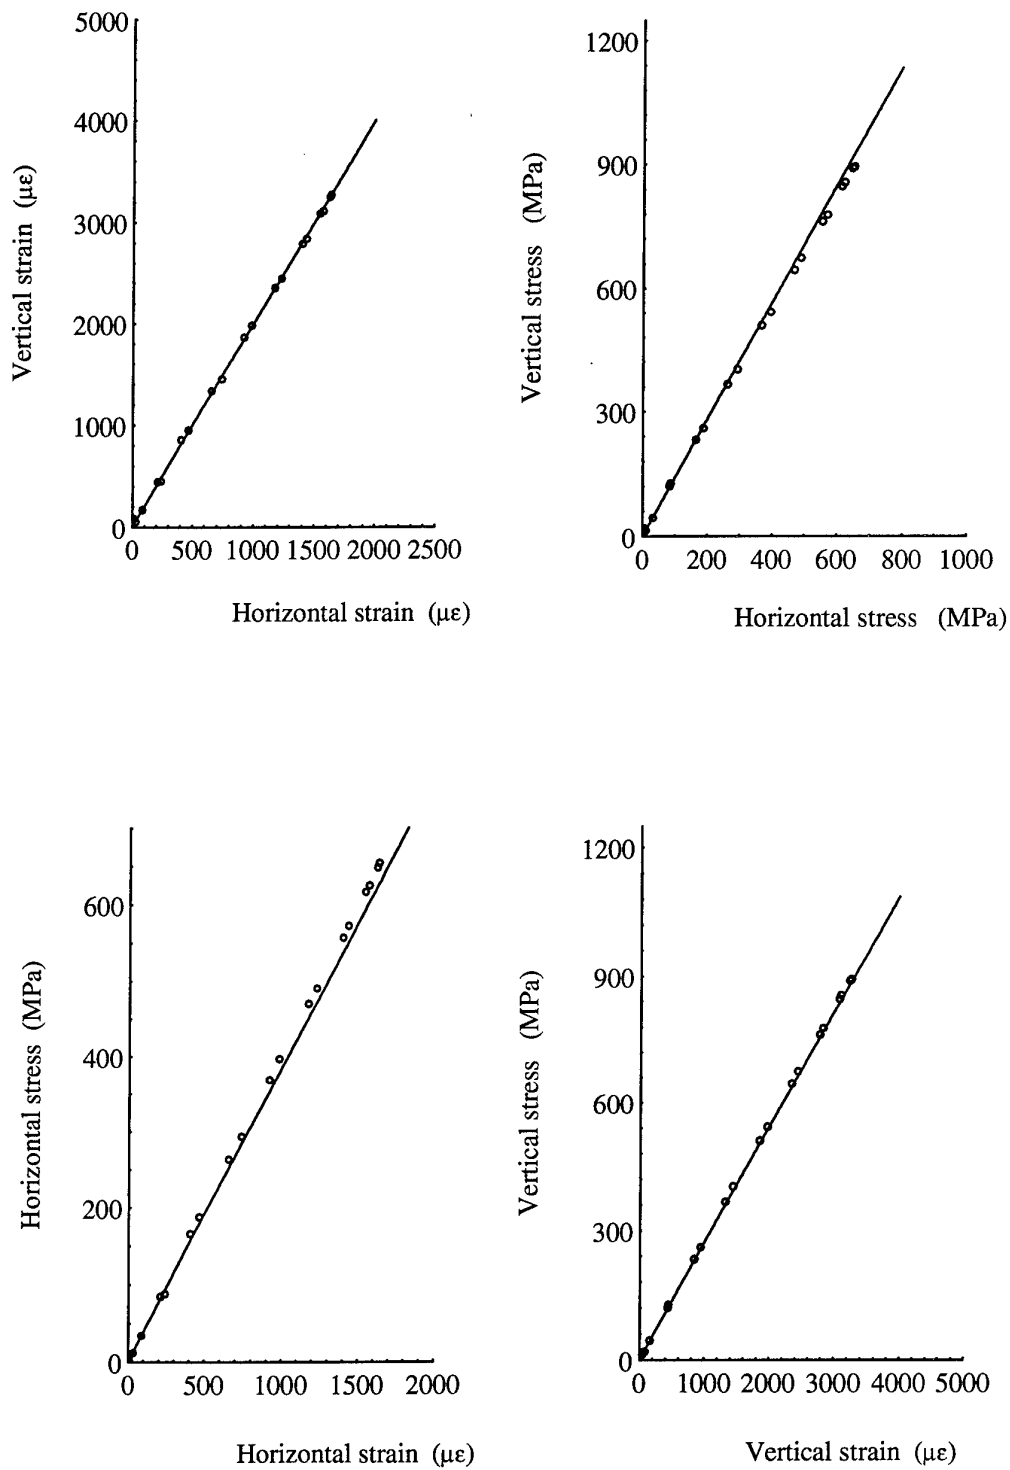 5000
4000
3000
2000
1000
0
Vertical strain (με)
0 500 1000 1500 2000 2500
Horizontal strain (με)
1200
900
600
300
0
Vertical stress (MPa)
0 200 400 600 800 1000
Horizontal stress (MPa)
600
400
200
0
Horizontal stress (MPa)
0 500 1000 1500 2000
Horizontal strain (με)
1200
900
600
300
0
Vertical stress (MPa)
0 1000 2000 3000 4000 5000
Vertical strain (με)